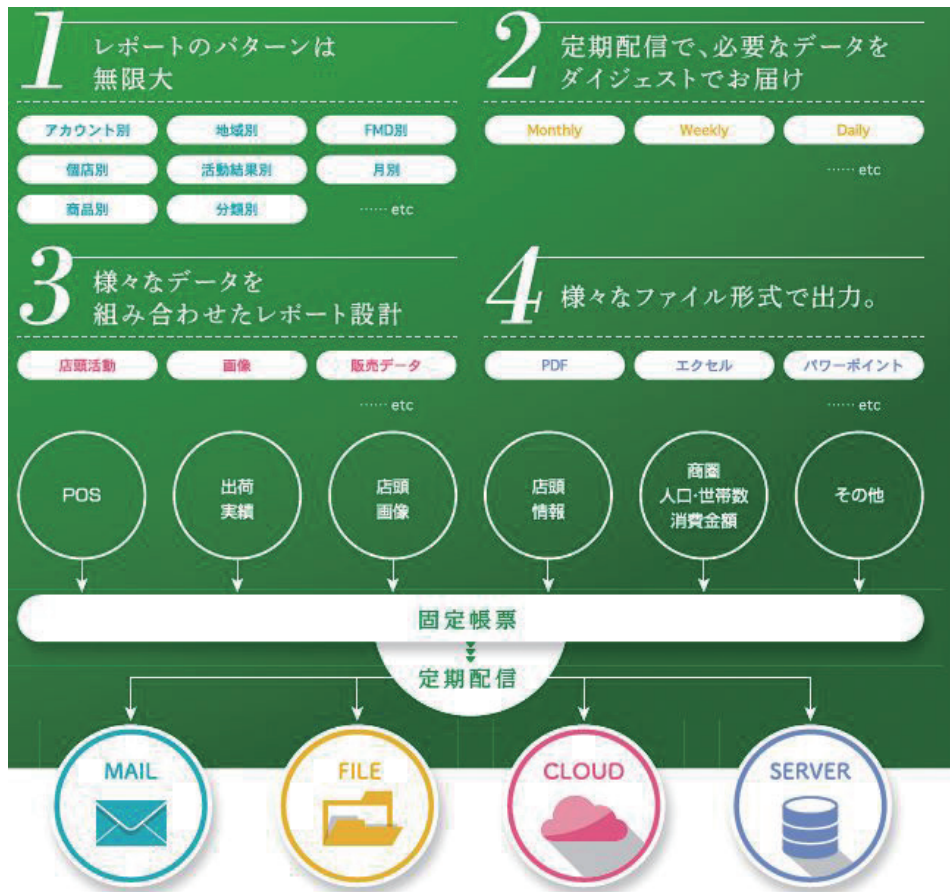 1
レポートのパターンは
無限大
アカウント別 地域別 FMD別
個店別 活動結果別 月別
商品別 分類別 …… etc
2
定期配信で、必要なデータを
ダイジェストでお届け
Monthly Weekly Daily
…… etc
3
様々なデータを
組み合わせたレポート設計
店頭活動 画像 販売データ
…… etc
4
様々なファイル形式で出力。
PDF エクセル パワーポイント
…… etc
POS
出荷
実績
店頭
画像
店頭
情報
商圏
人口・世帯数
消費金額
その他
固定帳票
定期配信
MAIL
FILE
CLOUD
SERVER